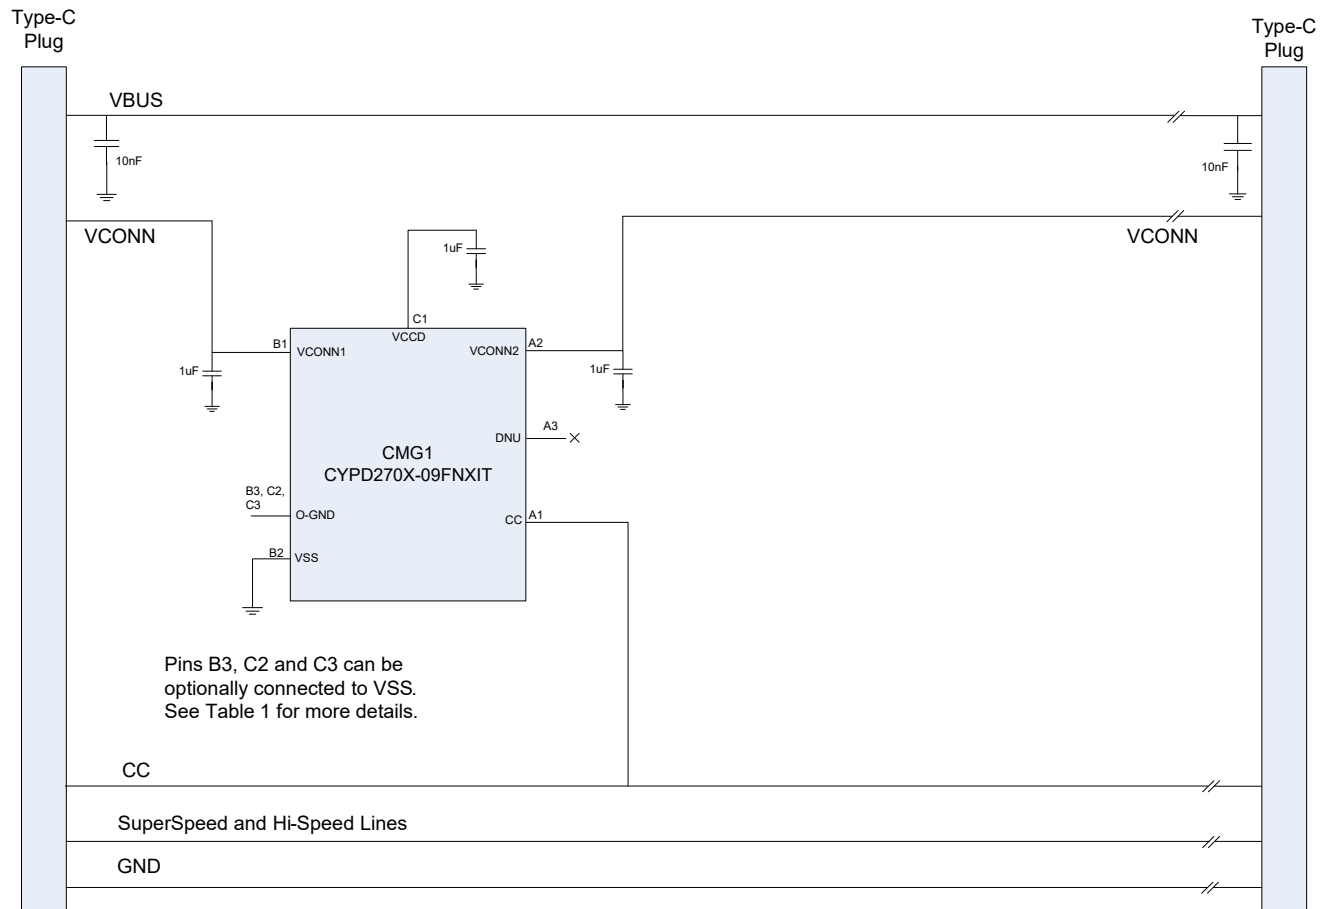 Type-C
Plug
Type-C
Plug
VBUS
10nF
10nF
VCONN
VCONN
1uF
C1
VCCD
B1
VCONN1
VCONN2
A2
1uF
1uF
A3
DNU
CMG1
CYPD270X-09FNXIT
B3, C2,
C3
O-GND
CC
A1
B2
VSS
Pins B3, C2 and C3 can be
optionally connected to VSS.
See Table 1 for more details.
CC
SuperSpeed and Hi-Speed Lines
GND